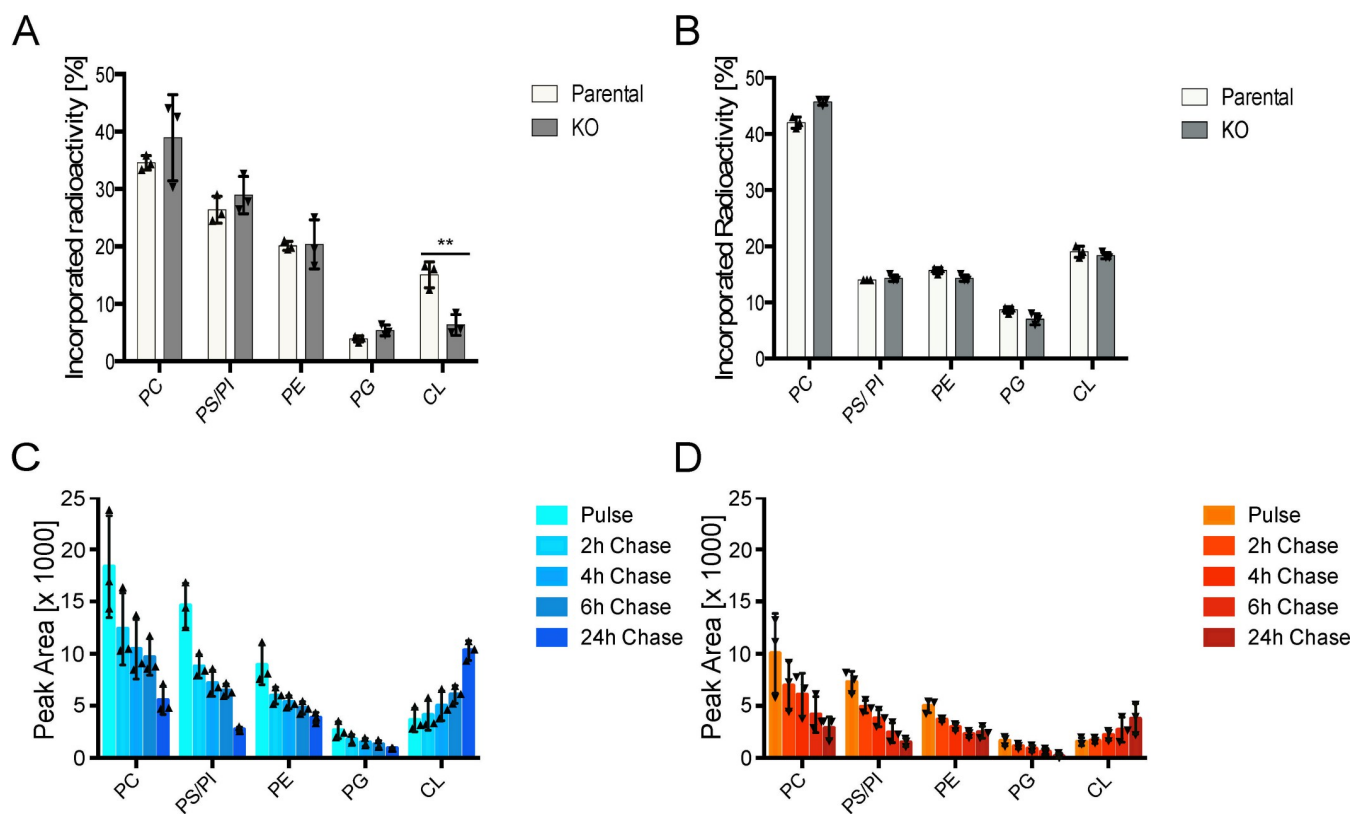 A
Incorporated radioactivity [%]
50
40
30
20
10
0
**
Parental
KO
PC
PS/PI
PE
PG
CL
B
Incorporated Radioactivity [%]
50
40
30
20
10
0
Parental
KO
PC
PS/ PI
PE
PG
CL
C
Peak Area [x 1000]
25
20
15
10
5
0
Pulse
2h Chase
4h Chase
6h Chase
24h Chase
PC
PS/PI
PE
PG
CL
D
Peak Area [x 1000]
25
20
15
10
5
0
Pulse
2h Chase
4h Chase
6h Chase
24h Chase
PC
PS/PI
PE
PG
CL